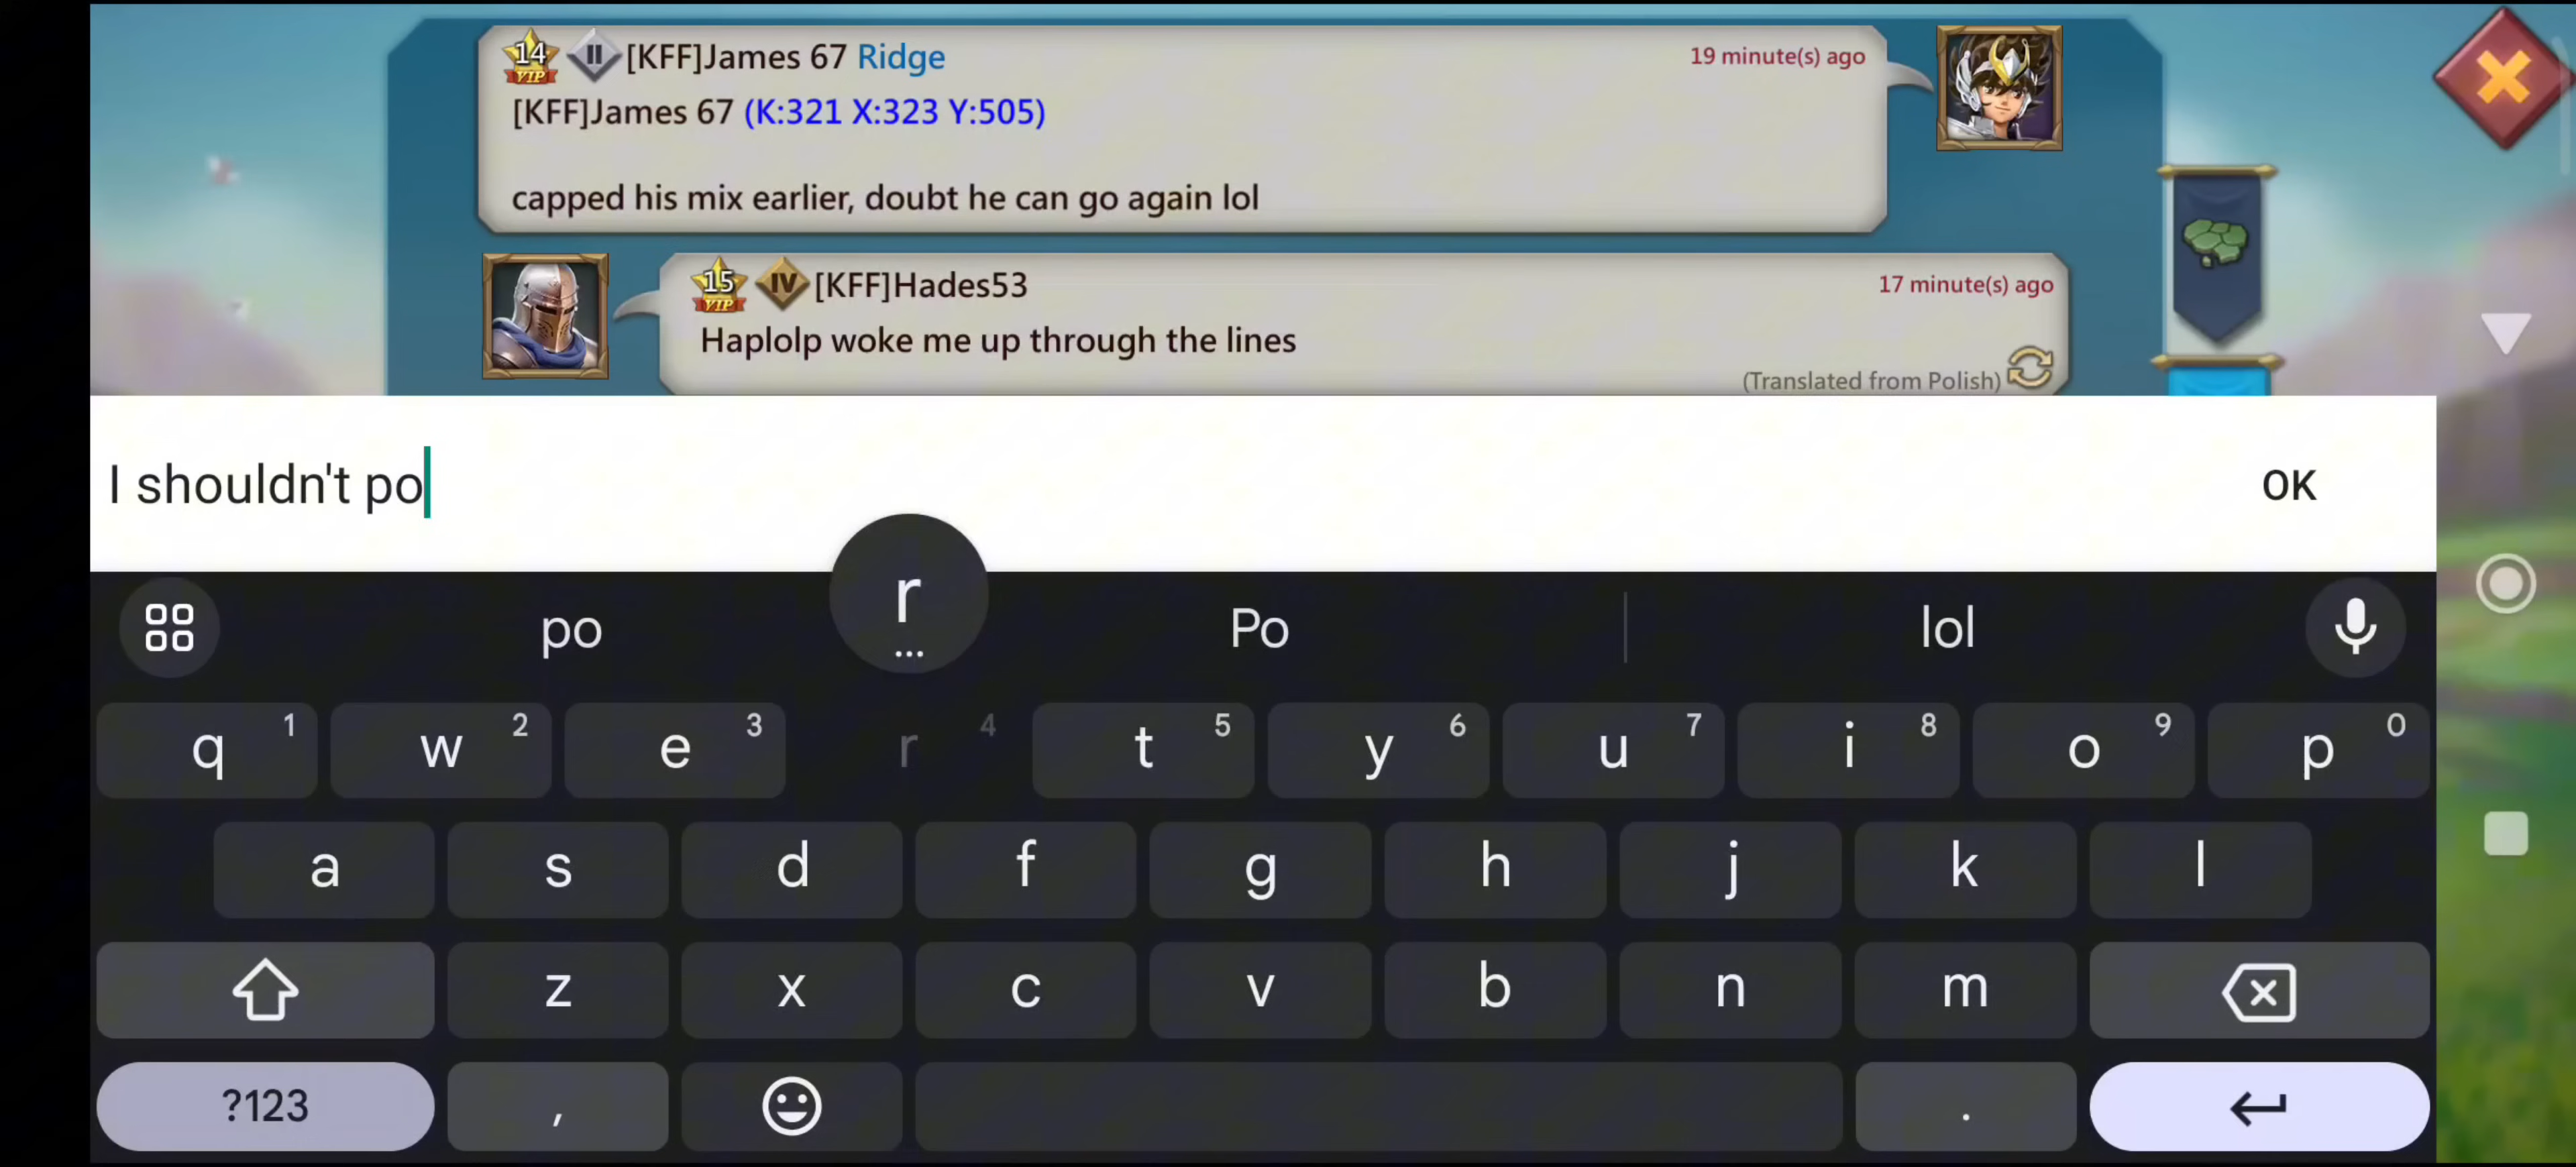 14 VIP II [KFF]James 67 Ridge 19 minute(s) ago
[KFF]James 67 (K:321 X:323 Y:505)
capped his mix earlier, doubt he can go again lol
15 VIP IV [KFF]Hades53 17 minute(s) ago
Haplolp woke me up through the lines
(Translated from Polish)
I shouldn't po OK
r
...
po Po lol
q 1 w 2 e 3 r 4 t 5 y 6 u 7 i 8 o 9 p 0
a s d f g h j k l
z x c v b n m
?123 , .